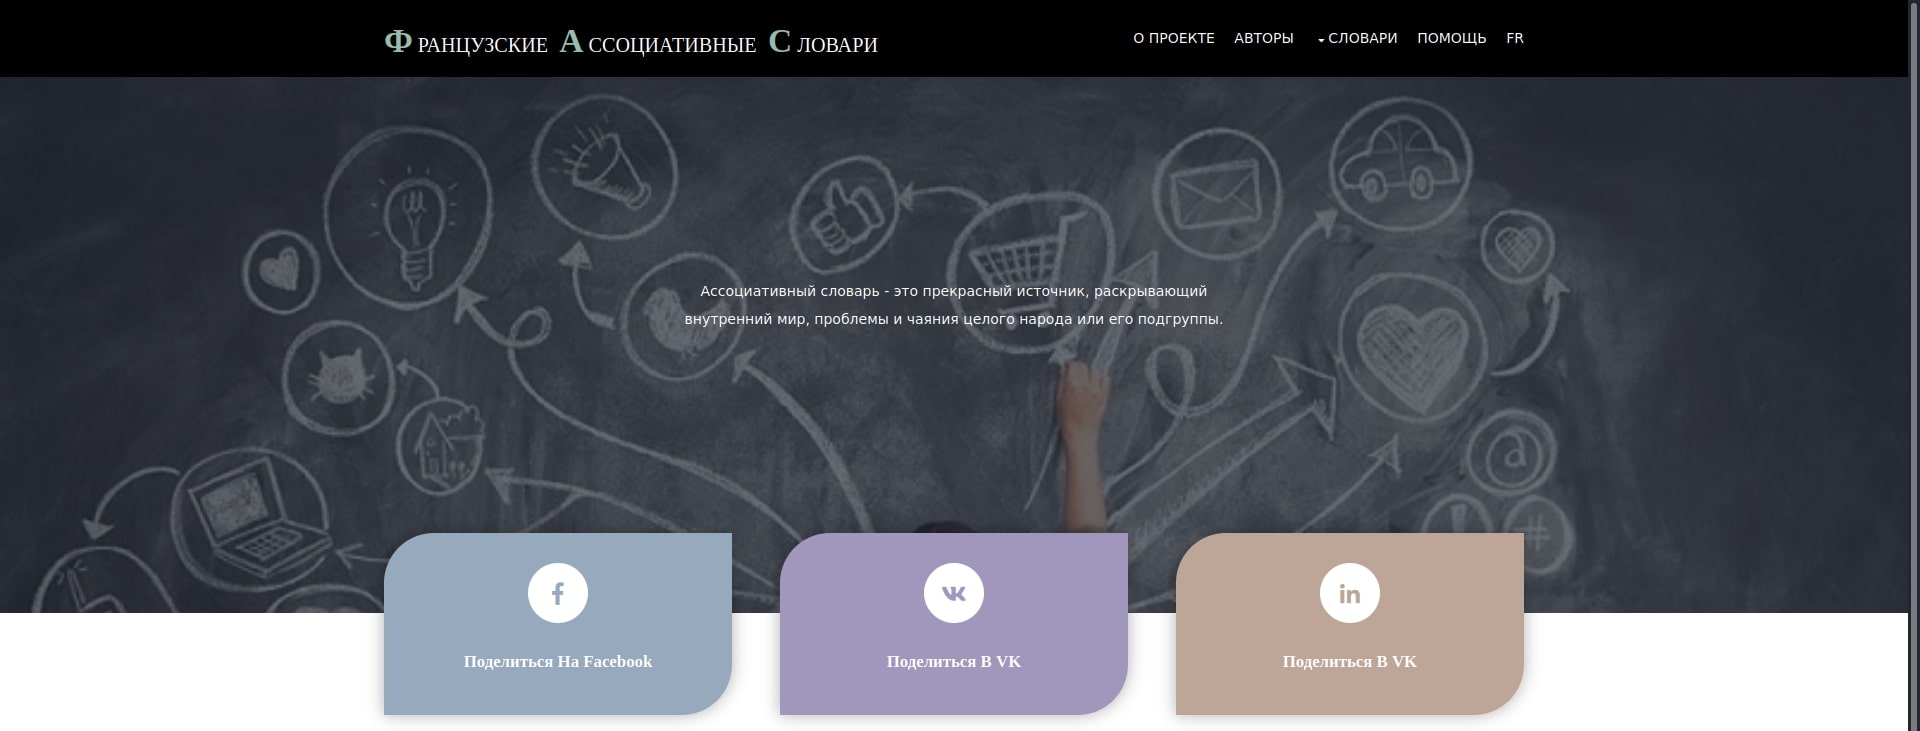 ФРАНЦУЗСКИЕ АССОЦИАТИВНЫЕ СЛОВАРИ
О ПРОЕКТЕ АВТОРЫ СЛОВАРИ ПОМОЩЬ FR
Ассоциативный словарь - это прекрасный источник, раскрывающий
внутренний мир, проблемы и чаяния целого народа или его подгруппы.
Поделиться На Facebook
Поделиться В VK
Поделиться В VK